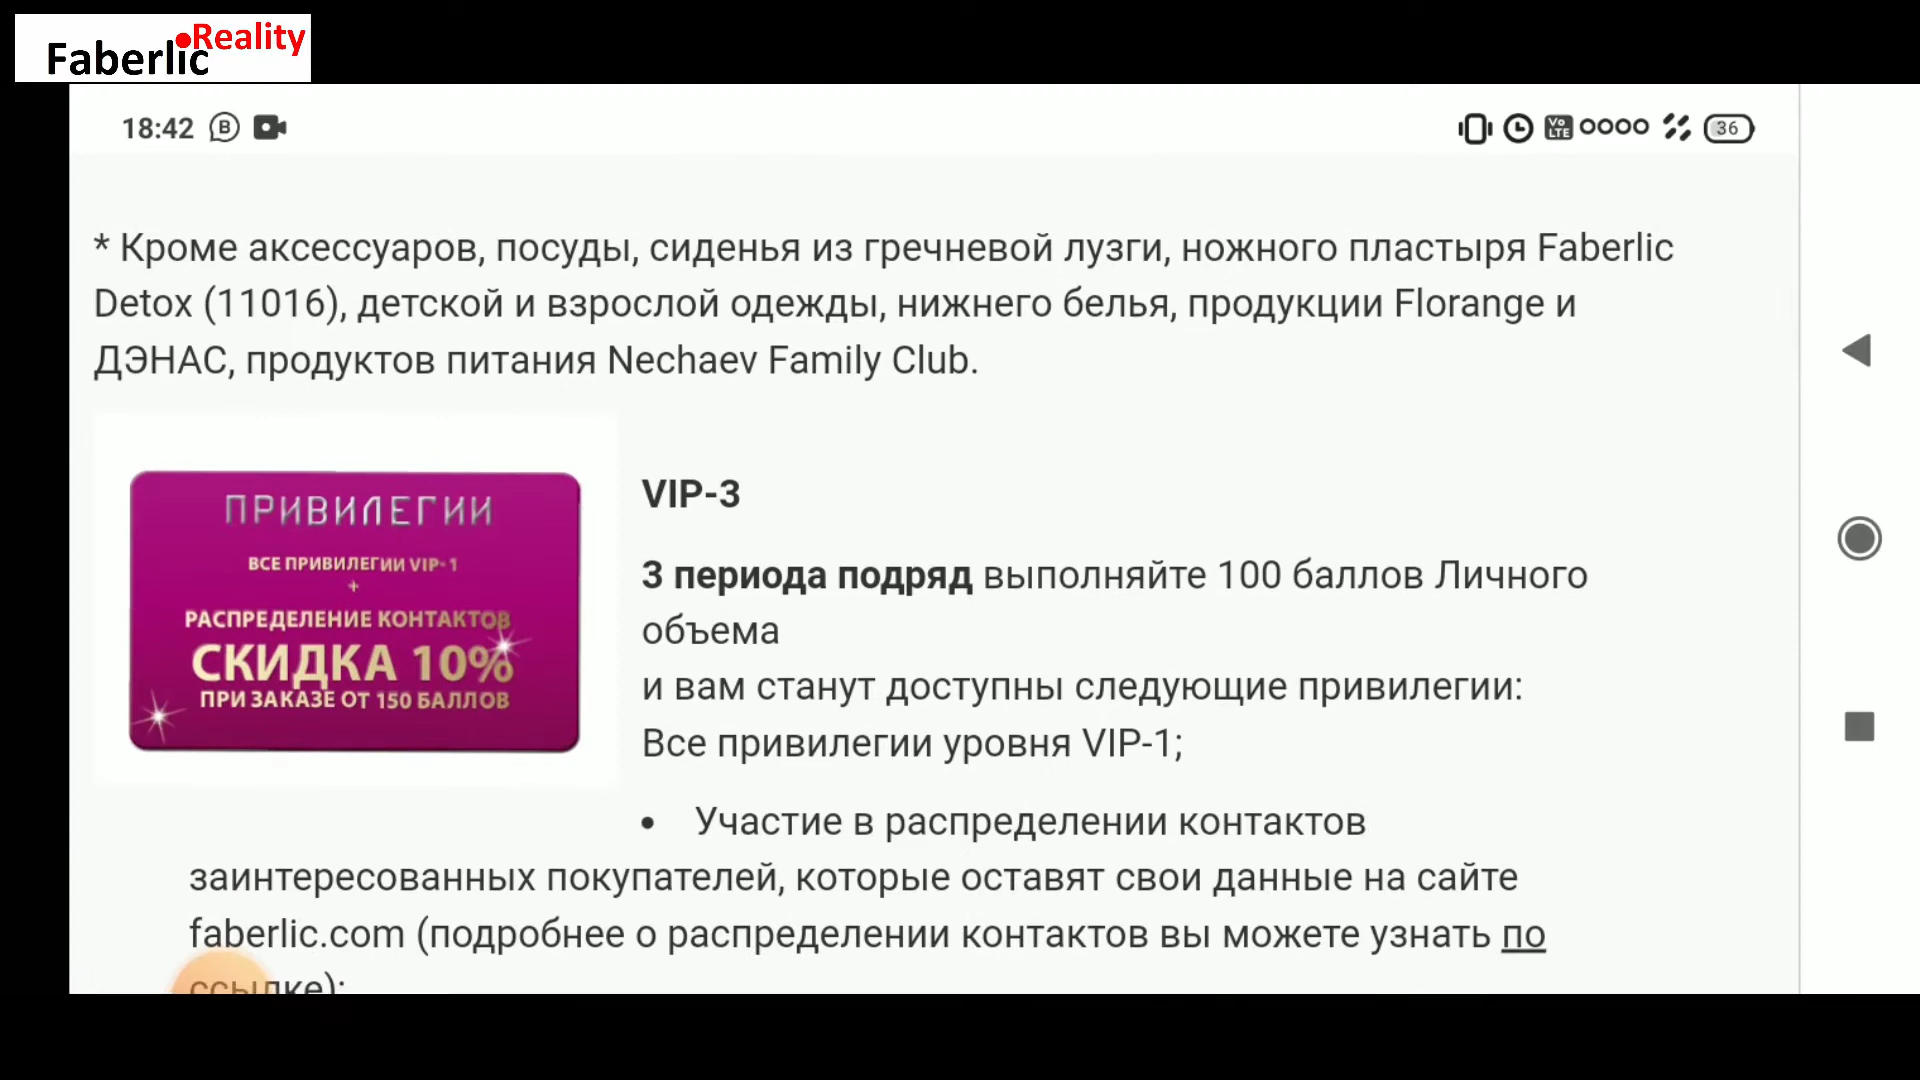 Faberlic Reality
18:42 B Vo LTE 36
* Кроме аксессуаров, посуды, сиденья из гречневой лузги, ножного пластыря Faberlic
Detox (11016), детской и взрослой одежды, нижнего белья, продукции Florange и
ДЭНАС, продуктов питания Nechaev Family Club.
ПРИВИЛЕГИИ
ВСЕ ПРИВИЛЕГИИ VIP-1
+
РАСПРЕДЕЛЕНИЕ КОНТАКТОВ
СКИДКА 10%
ПРИ ЗАКАЗЕ ОТ 150 БАЛЛОВ
VIP-3
3 периода подряд выполняйте 100 баллов Личного
объема
и вам станут доступны следующие привилегии:
Все привилегии уровня VIP-1;
• Участие в распределении контактов
заинтересованных покупателей, которые оставят свои данные на сайте
faberlic.com (подробнее о распределении контактов вы можете узнать по
ссылке);